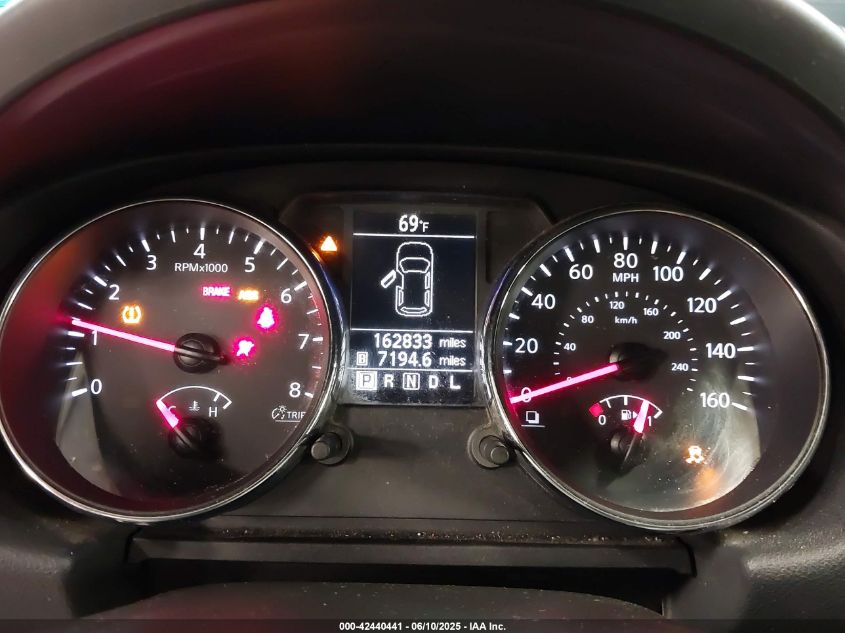 69°F
162833 miles
B 7194.6 miles
P R N D L
RPMx1000
0 1 2 3 4 5 6 7 8
BRAKE ABS
C H
TRIP
MPH
0 20 40 60 80 100 120 140 160
km/h
0 40 80 120 160 200 240
0 1
000-42440441 - 06/10/2025 - IAA Inc.